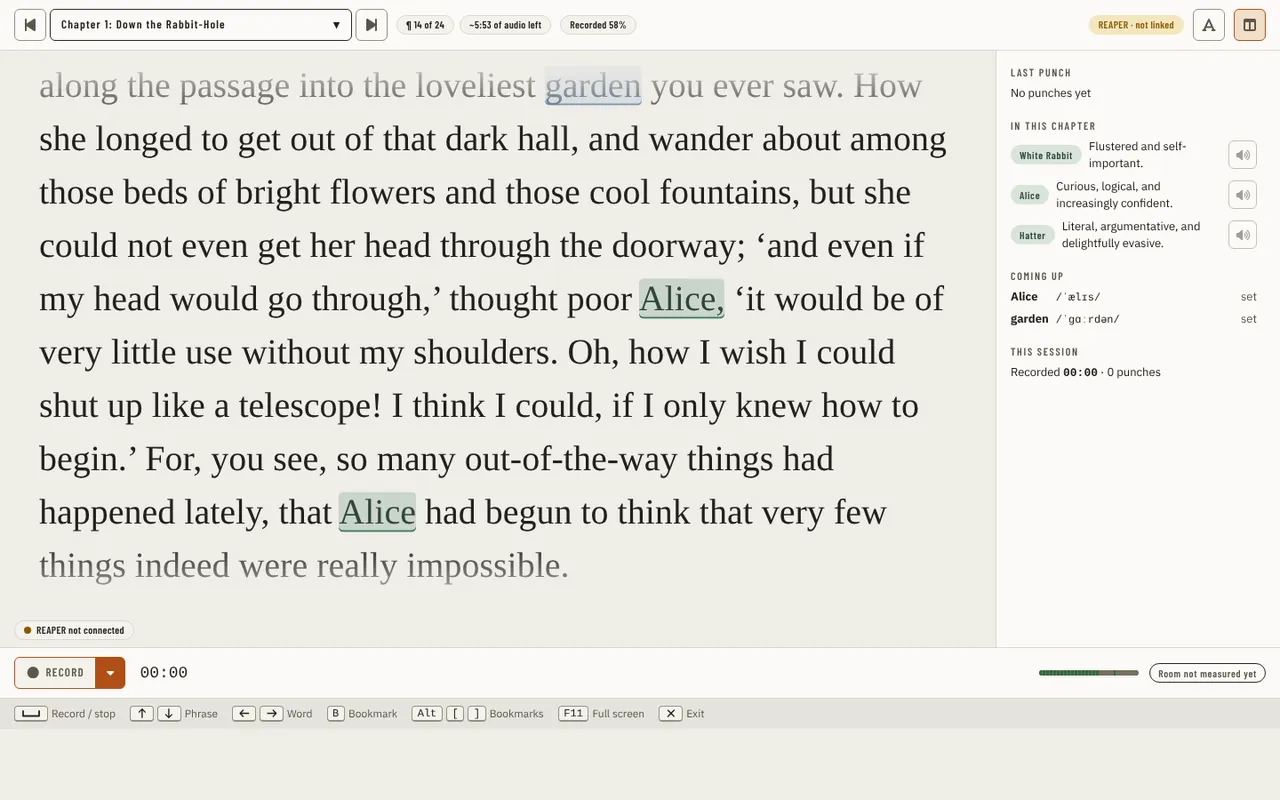 Chapter 1: Down the Rabbit-Hole ▼
¶ 14 of 24
~5:53 of audio left
Recorded 58%
REAPER · not linked
A
along the passage into the loveliest garden you ever saw. How
she longed to get out of that dark hall, and wander about among
those beds of bright flowers and those cool fountains, but she
could not even get her head through the doorway; ‘and even if
my head would go through,’ thought poor Alice, ‘it would be of
very little use without my shoulders. Oh, how I wish I could
shut up like a telescope! I think I could, if I only knew how to
begin.’ For, you see, so many out-of-the-way things had
happened lately, that Alice had begun to think that very few
things indeed were really impossible.
LAST PUNCH
No punches yet
IN THIS CHAPTER
White Rabbit Flustered and self-
important.
Alice Curious, logical, and
increasingly confident.
Hatter Literal, argumentative, and
delightfully evasive.
COMING UP
Alice /ˈælɪs/ set
garden /ˈɡɑːrdən/ set
THIS SESSION
Recorded 00:00 · 0 punches
REAPER not connected
RECORD 00:00
Room not measured yet
Record / stop ↑ ↓ Phrase ← → Word B Bookmark Alt [ ] Bookmarks F11 Full screen ✕ Exit